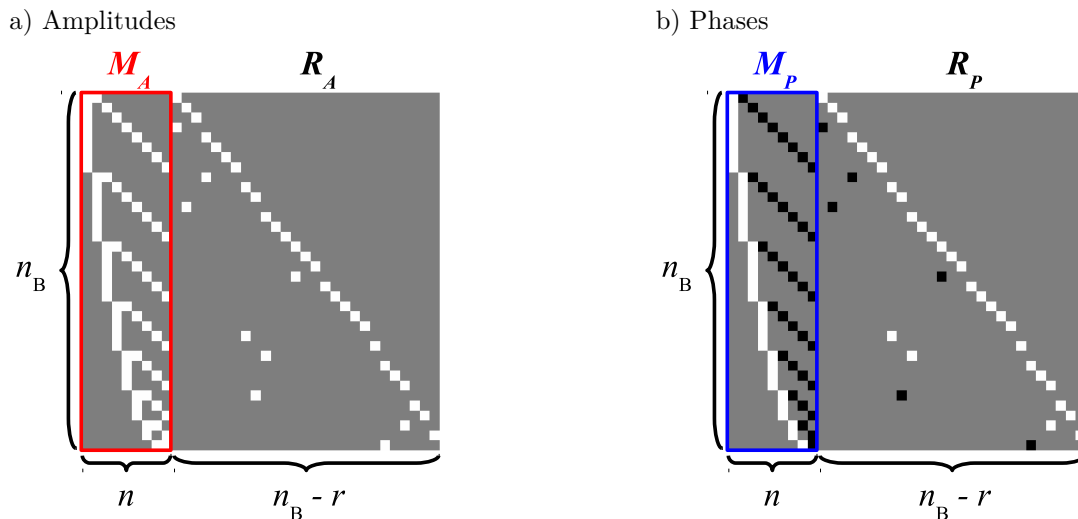 a) Amplitudes
b) Phases
M_A
R_A
M_P
R_P
n_B
n_B
n
n_B - r
n
n_B - r